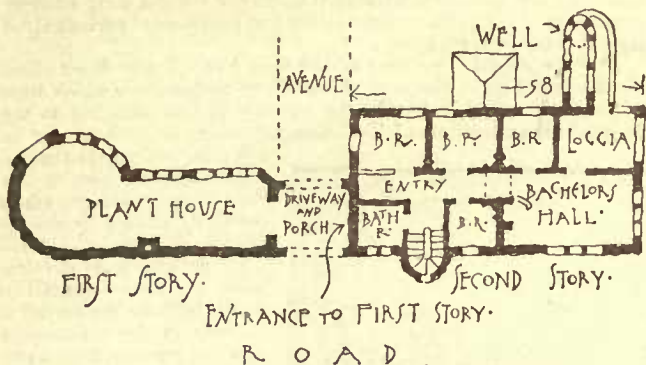 WELL
AVENUE
58'
B.R. B.R. B.R. LOGGIA
ENTRY
PLANT HOUSE
DRIVEWAY
AND
PORCH
BATH
R.
B.R.
BACHELORS
HALL.
FIRST STORY.
SECOND STORY.
ENTRANCE TO FIRST STORY.
ROAD